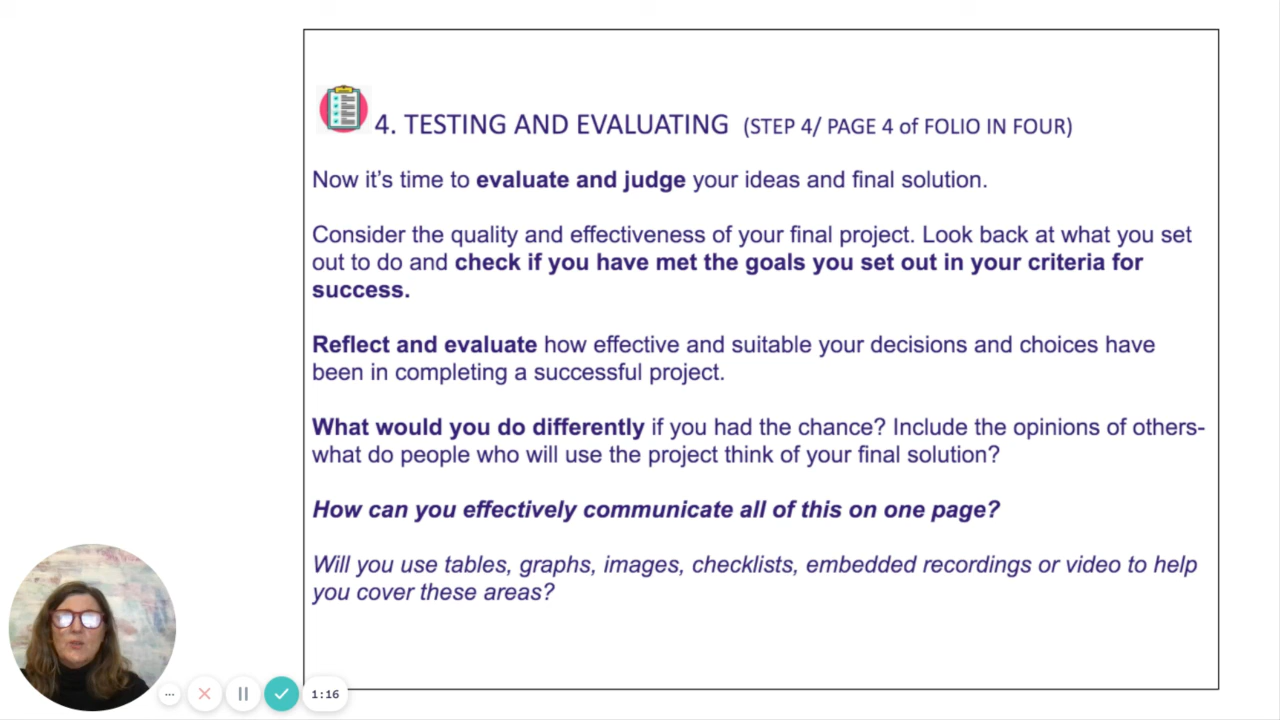 4. TESTING AND EVALUATING (STEP 4/ PAGE 4 of FOLIO IN FOUR)
Now it's time to evaluate and judge your ideas and final solution.
Consider the quality and effectiveness of your final project. Look back at what you set
out to do and check if you have met the goals you set out in your criteria for
success.
Reflect and evaluate how effective and suitable your decisions and choices have
been in completing a successful project.
What would you do differently if you had the chance? Include the opinions of others-
what do people who will use the project think of your final solution?
How can you effectively communicate all of this on one page?
Will you use tables, graphs, images, checklists, embedded recordings or video to help
you cover these areas?
1:16